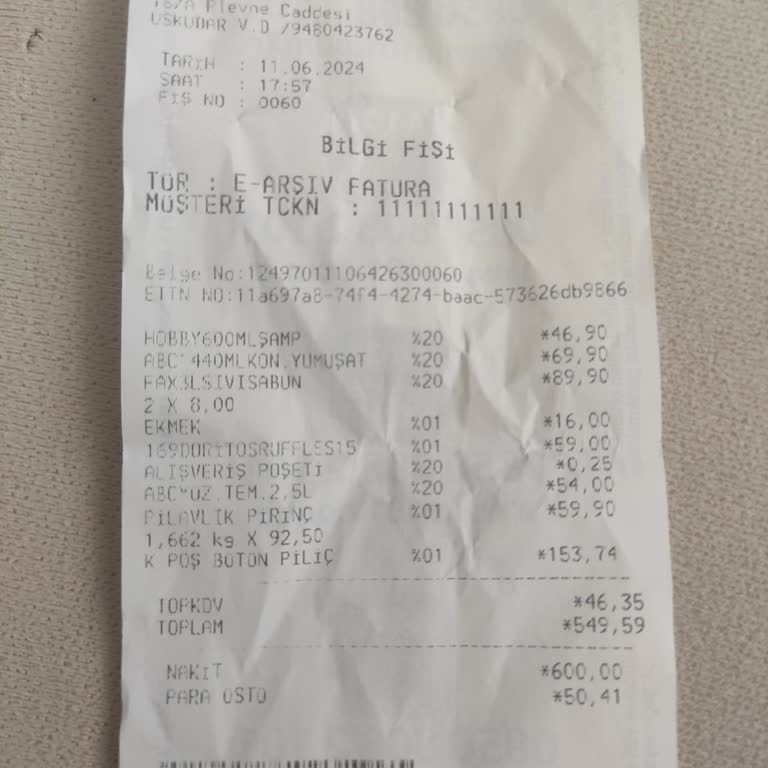 Plevne Caddesi
USKUDAR V.D /9480423762
TARİH : 11.06.2024
SAAT : 17:57
FİŞ NO : 0060
BİLGİ FİŞİ
TÜR : E-ARŞİV FATURA
MÜŞTERİ TCKN : 11111111111
Belge No:12497011106426300060
ETTN NO:11a697a8-74f4-4274-baac-573626db9866
HOBBY600MLŞAMP %20 *46,90
ABC 440MLKON.YUMUŞAT %20 *69,90
FAX3LSIVISABUN %20 *89,90
2 X 8,00
EKMEK %01 *16,00
169DORİTOSRUFFLES15 %01 *59,00
ALIŞVERİŞ POŞETİ %20 *0,25
ABCYÜZ.TEM.2,5L %20 *54,00
PİLAVLIK PİRİNÇ %01 *59,90
1,662 kg X 92,50
K POŞ BÜTÜN PİLİÇ %01 *153,74
TOPKDV *46,35
TOPLAM *549,59
NAKİT *600,00
PARA ÜSTÜ *50,41